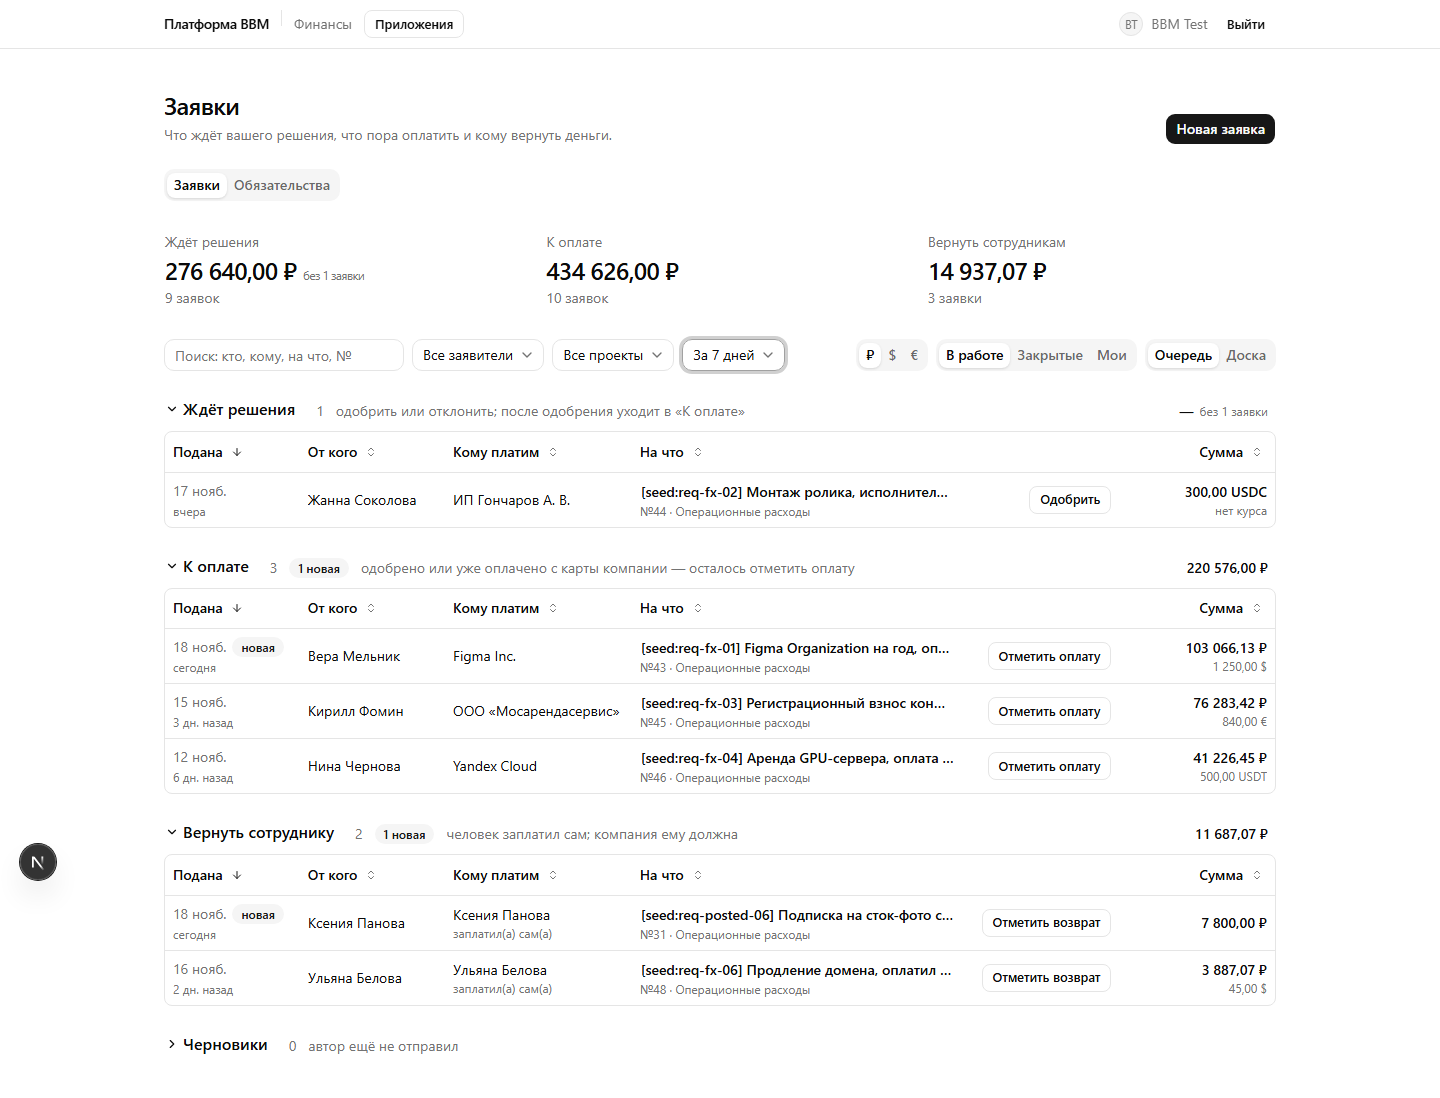 Платформа BBM
Финансы
Приложения
BT
BBM Test
Выйти
Заявки
Что ждёт вашего решения, что пора оплатить и кому вернуть деньги.
Новая заявка
Заявки
Обязательства
Ждёт решения
276 640,00 ₽ без 1 заявки
9 заявок
К оплате
434 626,00 ₽
10 заявок
Вернуть сотрудникам
14 937,07 ₽
3 заявки
Поиск: кто, кому, на что, №
Все заявители
Все проекты
За 7 дней
₽ $ €
В работе Закрытые Мои
Очередь Доска
Ждёт решения 1 одобрить или отклонить; после одобрения уходит в «К оплате» — без 1 заявки
Подана От кого Кому платим На что Сумма
17 нояб.
вчера
Жанна Соколова
ИП Гончаров А. В.
[seed:req-fx-02] Монтаж ролика, исполнител...
№44 · Операционные расходы
Одобрить
300,00 USDC
нет курса
К оплате 3 1 новая одобрено или уже оплачено с карты компании — осталось отметить оплату 220 576,00 ₽
Подана От кого Кому платим На что Сумма
18 нояб. новая
сегодня
Вера Мельник
Figma Inc.
[seed:req-fx-01] Figma Organization на год, оп...
№43 · Операционные расходы
Отметить оплату
103 066,13 ₽
1 250,00 $
15 нояб.
3 дн. назад
Кирилл Фомин
ООО «Мосарендасервис»
[seed:req-fx-03] Регистрационный взнос кон...
№45 · Операционные расходы
Отметить оплату
76 283,42 ₽
840,00 €
12 нояб.
6 дн. назад
Нина Чернова
Yandex Cloud
[seed:req-fx-04] Аренда GPU-сервера, оплата ...
№46 · Операционные расходы
Отметить оплату
41 226,45 ₽
500,00 USDT
Вернуть сотруднику 2 1 новая человек заплатил сам; компания ему должна 11 687,07 ₽
Подана От кого Кому платим На что Сумма
18 нояб. новая
сегодня
Ксения Панова
Ксения Панова
заплатил(а) сам(а)
[seed:req-posted-06] Подписка на сток-фото с...
№31 · Операционные расходы
Отметить возврат
7 800,00 ₽
16 нояб.
2 дн. назад
Ульяна Белова
Ульяна Белова
заплатил(а) сам(а)
[seed:req-fx-06] Продление домена, оплатил ...
№48 · Операционные расходы
Отметить возврат
3 887,07 ₽
45,00 $
Черновики 0 автор ещё не отправил
N